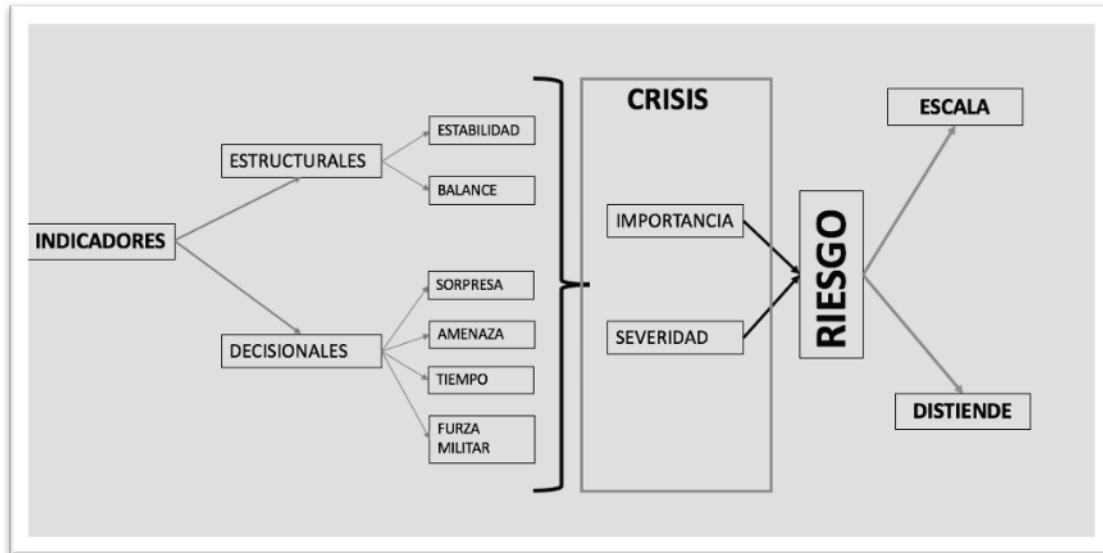 INDICADORES
ESTRUCTURALES
DECISIONALES
ESTABILIDAD
BALANCE
SORPRESA
AMENAZA
TIEMPO
FURZA
MILITAR
CRISIS
IMPORTANCIA
SEVERIDAD
RIESGO
ESCALA
DISTIENDE